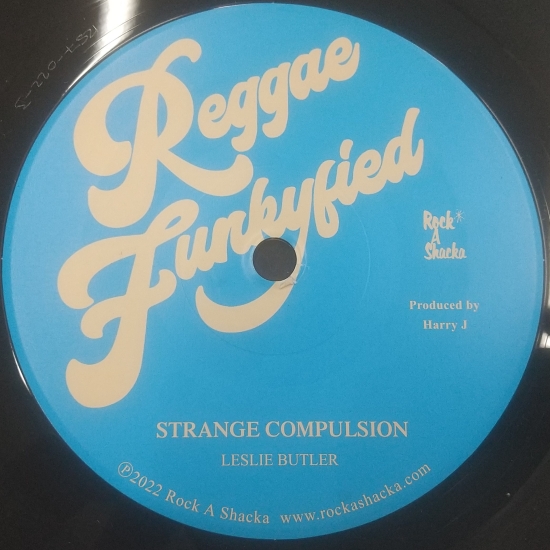 Reggae
Funkyfied
Rock
A
Shacka
Produced by
Harry J
STRANGE COMPULSION
LESLIE BUTLER
℗2022 Rock A Shacka www.rockashacka.com